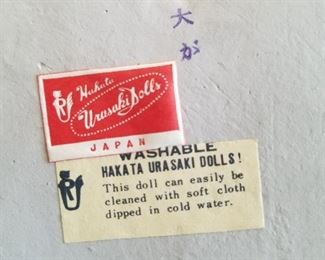 大
が
Hakata
Urasaki Dolls
JAPAN
WASHABLE
HAKATA URASAKI DOLLS!
This doll can easily be
cleaned with soft cloth
dipped in cold water.